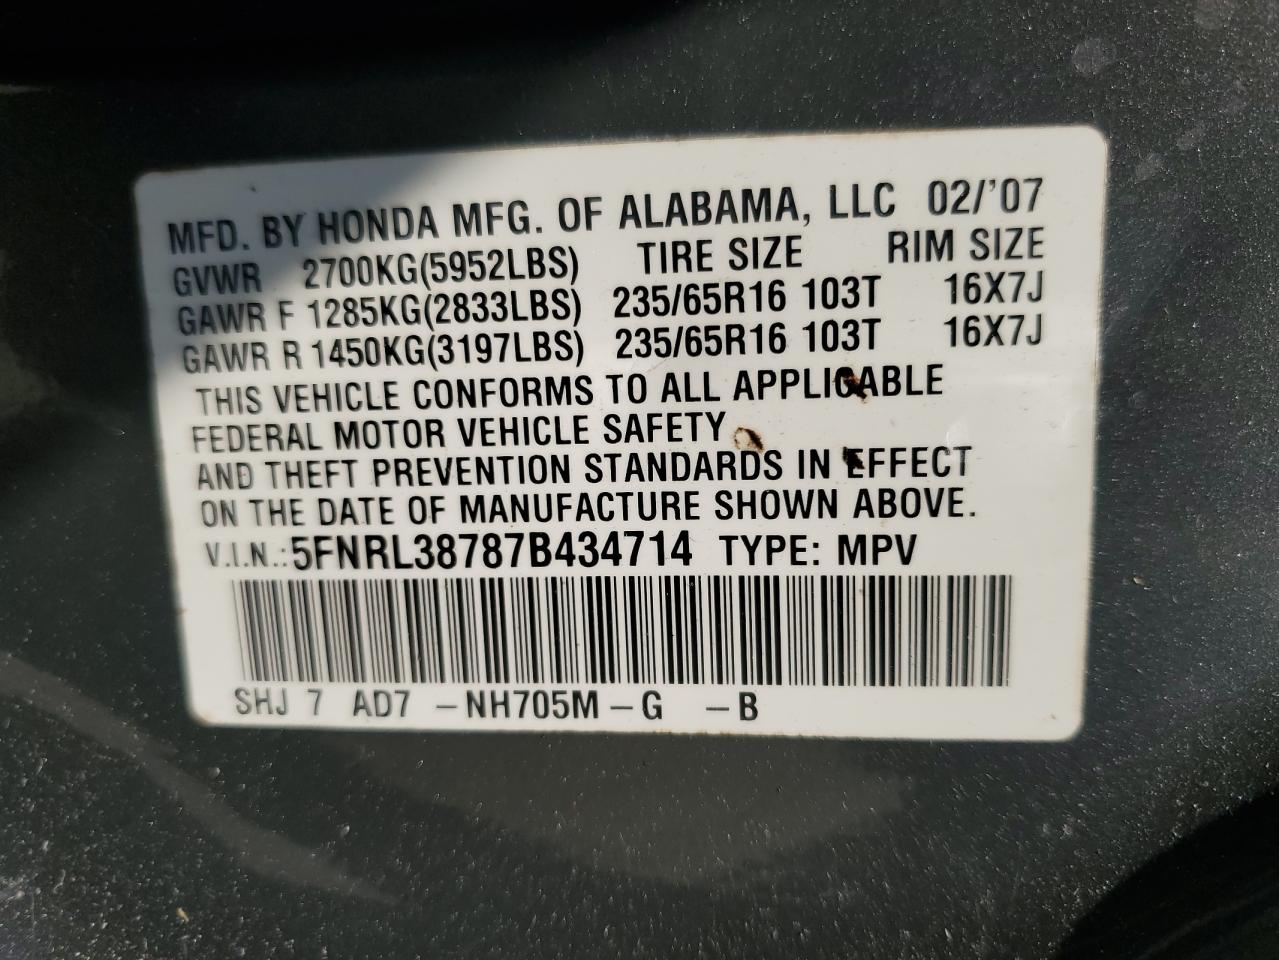 MFD. BY HONDA MFG. OF ALABAMA, LLC 02/'07
GVWR 2700KG(5952LBS) TIRE SIZE RIM SIZE
GAWR F 1285KG(2833LBS) 235/65R16 103T 16X7J
GAWR R 1450KG(3197LBS) 235/65R16 103T 16X7J
THIS VEHICLE CONFORMS TO ALL APPLICABLE
FEDERAL MOTOR VEHICLE SAFETY
AND THEFT PREVENTION STANDARDS IN EFFECT
ON THE DATE OF MANUFACTURE SHOWN ABOVE.
V.I.N.: 5FNRL38787B434714 TYPE: MPV
SHJ 7 AD7 -NH705M-G -B